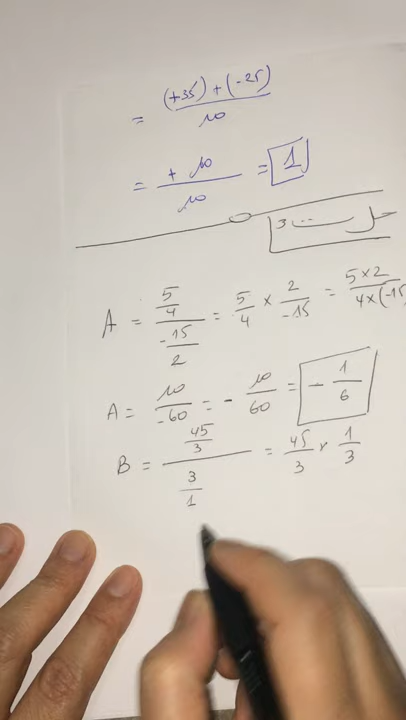 = ((+35) + (-25))/10
= (+ 10)/10 = 1
حل ت ... 3
A = (5/4)/(-15/2) = 5/4 × 2/-15 = (5×2)/(4×(-15
A = 10/-60 = - 10/60 = - 1/6
B = (45/3)/(3/1) = 45/3 × 1/3